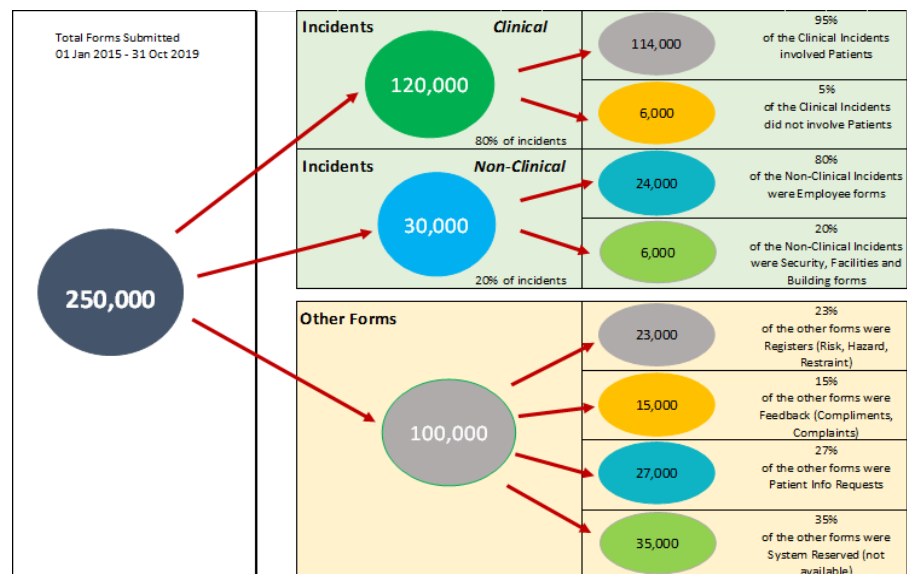 Total Forms Submitted
01 Jan 2015 - 31 Oct 2019
250,000
Incidents
Clinical
120,000
80% of incidents
114,000
95%
of the Clinical Incidents
involved Patients
6,000
5%
of the Clinical Incidents
did not involve Patients
Incidents
Non-Clinical
30,000
20% of incidents
24,000
80%
of the Non-Clinical Incidents
were Employee forms
6,000
20%
of the Non-Clinical Incidents
were Security, Facilities and
Building forms
Other Forms
100,000
23,000
23%
of the other forms were
Registers (Risk, Hazard,
Restraint)
15,000
15%
of the other forms were
Feedback (Compliments,
Complaints)
27,000
27%
of the other forms were
Patient Info Requests
35,000
35%
of the other forms were
System Reserved (not
available)